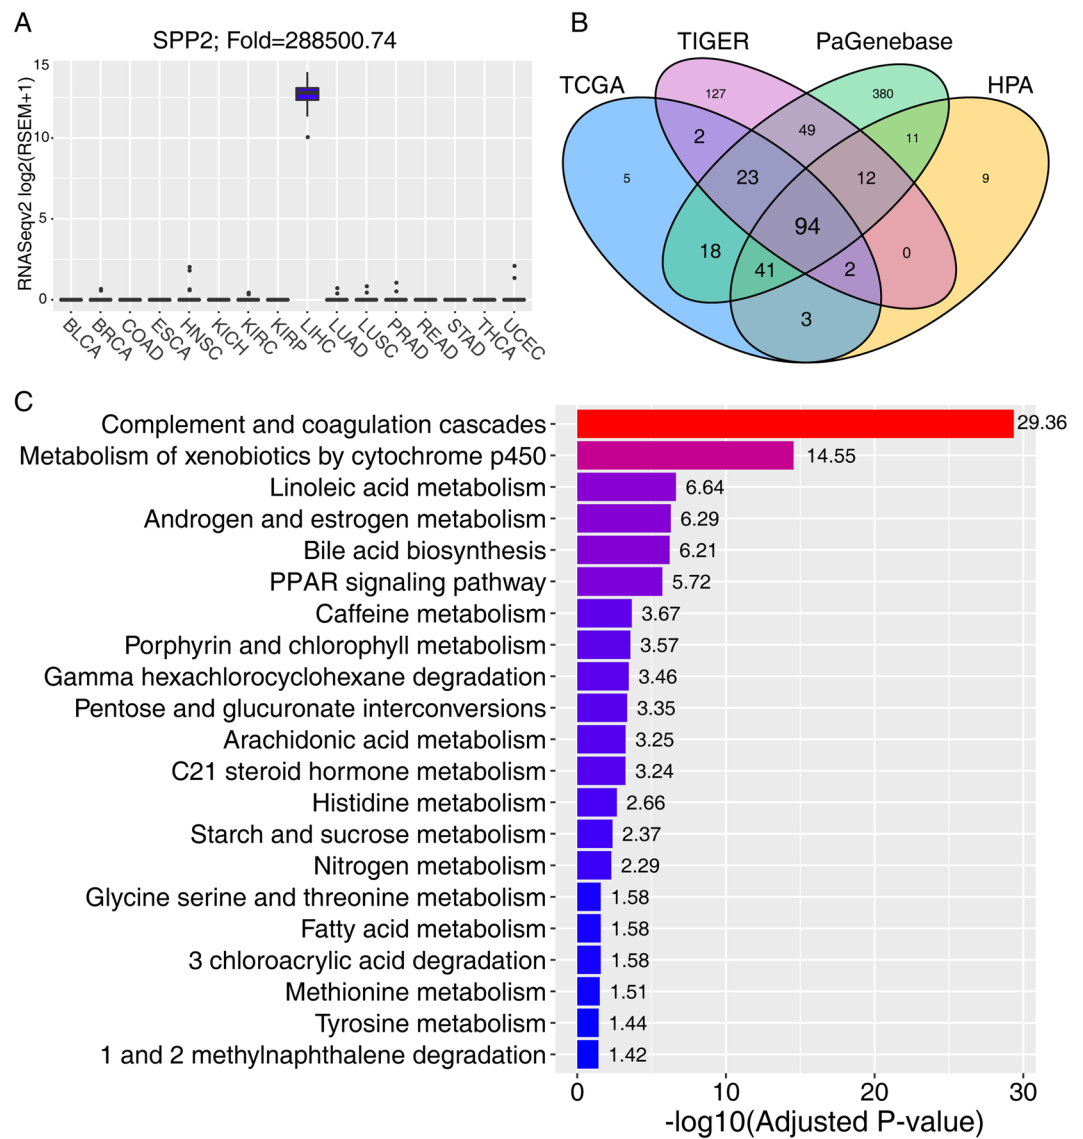 A
SPP2; Fold=288500.74
RNASeqv2 log2(RSEM+1)
15
10
5
0
BLCA
BRCA
COAD
ESCA
HNSC
KICH
KIRC
KIRP
LIHC
LUAD
LUSC
PRAD
READ
STAD
THCA
UCEC
B
TIGER
PaGenebase
TCGA
HPA
127
380
2
49
11
5
23
12
9
94
18
41
2
0
3
C
Complement and coagulation cascades 29.36
Metabolism of xenobiotics by cytochrome p450 14.55
Linoleic acid metabolism 6.64
Androgen and estrogen metabolism 6.29
Bile acid biosynthesis 6.21
PPAR signaling pathway 5.72
Caffeine metabolism 3.67
Porphyrin and chlorophyll metabolism 3.57
Gamma hexachlorocyclohexane degradation 3.46
Pentose and glucuronate interconversions 3.35
Arachidonic acid metabolism 3.25
C21 steroid hormone metabolism 3.24
Histidine metabolism 2.66
Starch and sucrose metabolism 2.37
Nitrogen metabolism 2.29
Glycine serine and threonine metabolism 1.58
Fatty acid metabolism 1.58
3 chloroacrylic acid degradation 1.58
Methionine metabolism 1.51
Tyrosine metabolism 1.44
1 and 2 methylnaphthalene degradation 1.42
0 10 20 30
-log10(Adjusted P-value)